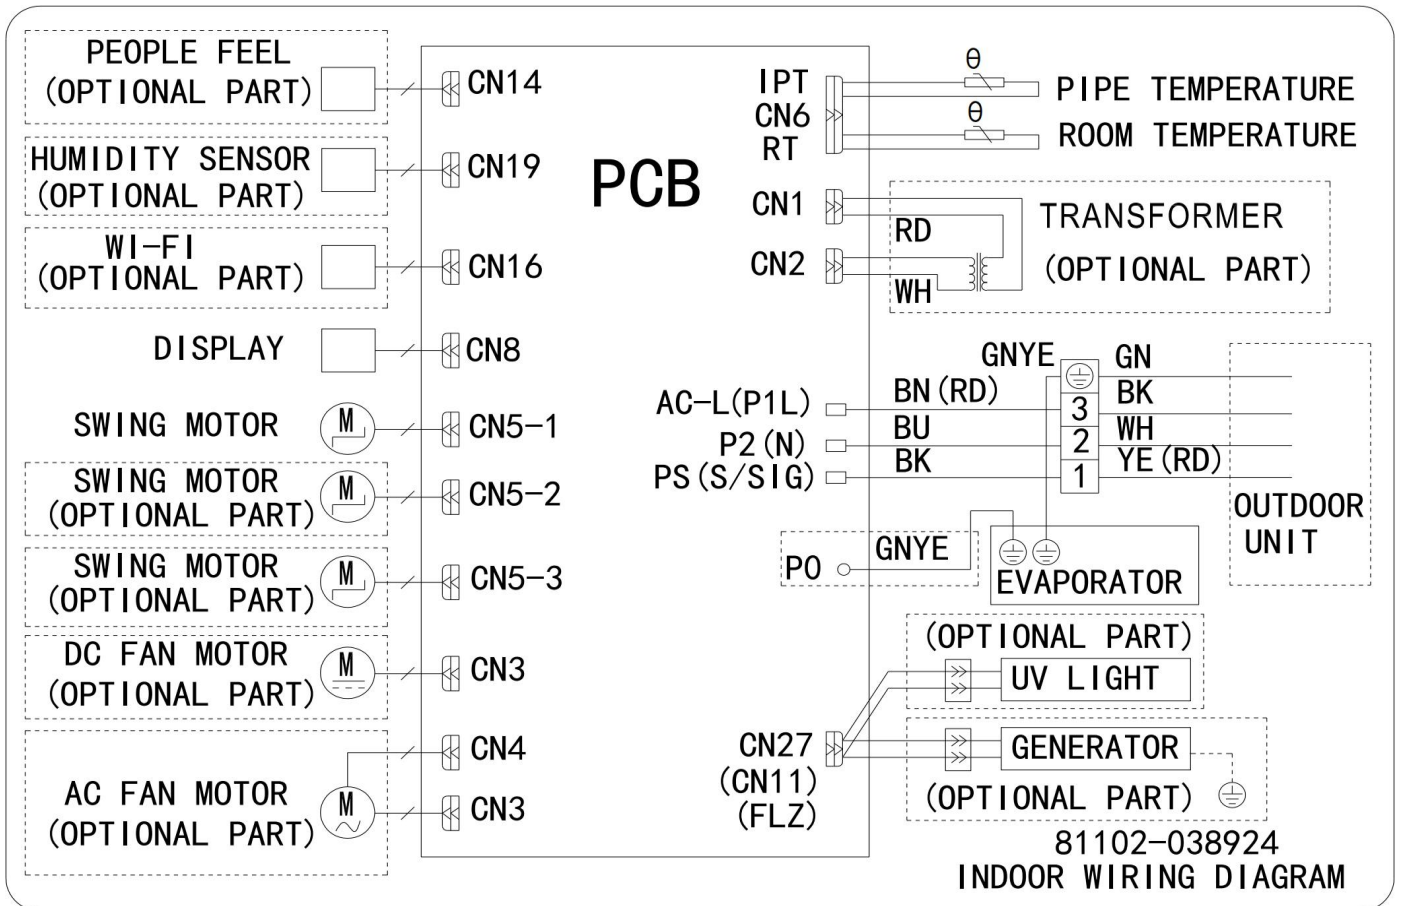 PEOPLE FEEL
(OPTIONAL PART)
CN14
HUMIDITY SENSOR
(OPTIONAL PART)
CN19
WI-FI
(OPTIONAL PART)
CN16
DISPLAY
CN8
SWING MOTOR
M
CN5-1
SWING MOTOR
(OPTIONAL PART)
M
CN5-2
SWING MOTOR
(OPTIONAL PART)
M
CN5-3
DC FAN MOTOR
(OPTIONAL PART)
M
CN3
AC FAN MOTOR
(OPTIONAL PART)
M
CN4
CN3
PCB
IPT
CN6
RT
θ
PIPE TEMPERATURE
θ
ROOM TEMPERATURE
CN1
CN2
RD
WH
TRANSFORMER
(OPTIONAL PART)
AC-L(P1L)
P2(N)
PS(S/SIG)
BN(RD)
BU
BK
GNYE
3
2
1
GN
BK
WH
YE(RD)
OUTDOOR
UNIT
P0
GNYE
EVAPORATOR
(OPTIONAL PART)
UV LIGHT
CN27
(CN11)
(FLZ)
GENERATOR
(OPTIONAL PART)
81102-038924
INDOOR WIRING DIAGRAM